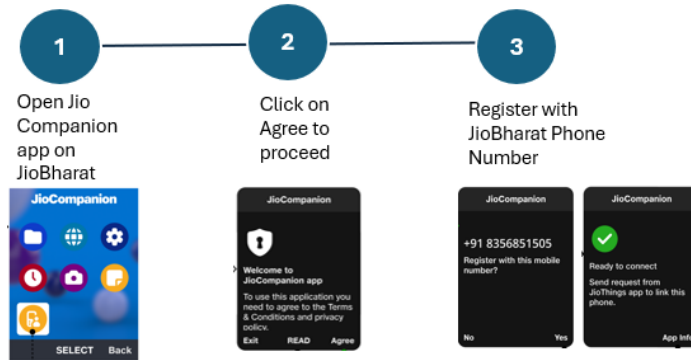 1
2
3
Open Jio
Companion
app on
JioBharat
Click on
Agree to
proceed
Register with
JioBharat Phone
Number
JioCompanion
SELECT Back
JioCompanion
Welcome to
JioCompanion app
To use this application you
need to agree to the Terms
& Conditions and privacy
policy.
Exit READ Agree
JioCompanion
+91 8356851505
Register with this mobile
number?
No Yes
JioCompanion
Ready to connect
Send request from
JioThings app to link this
phone.
App Info